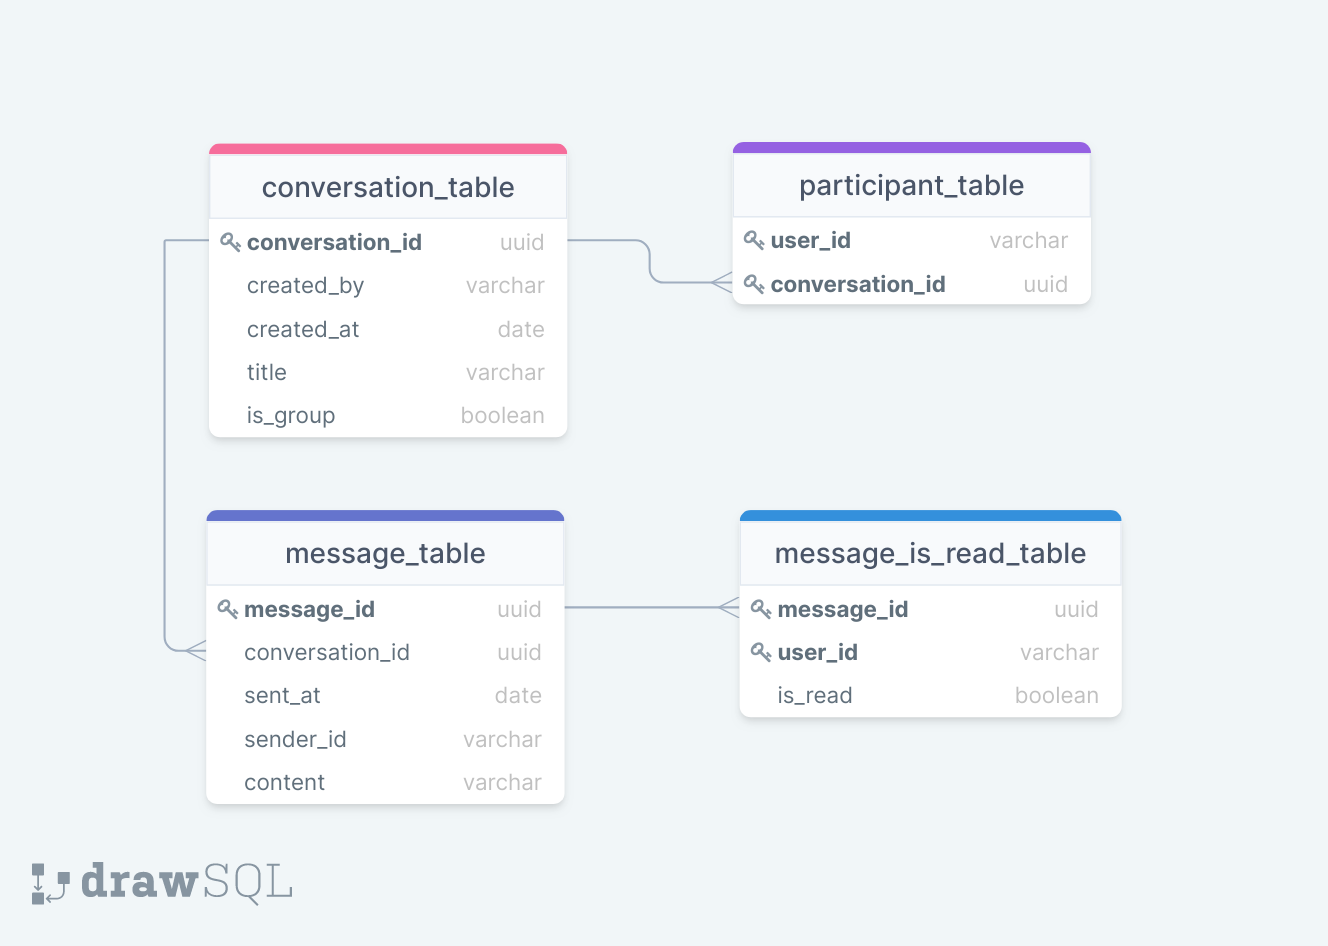 conversation_table
conversation_id uuid
created_by varchar
created_at date
title varchar
is_group boolean
participant_table
user_id varchar
conversation_id uuid
message_table
message_id uuid
conversation_id uuid
sent_at date
sender_id varchar
content varchar
message_is_read_table
message_id uuid
user_id varchar
is_read boolean
drawSQL